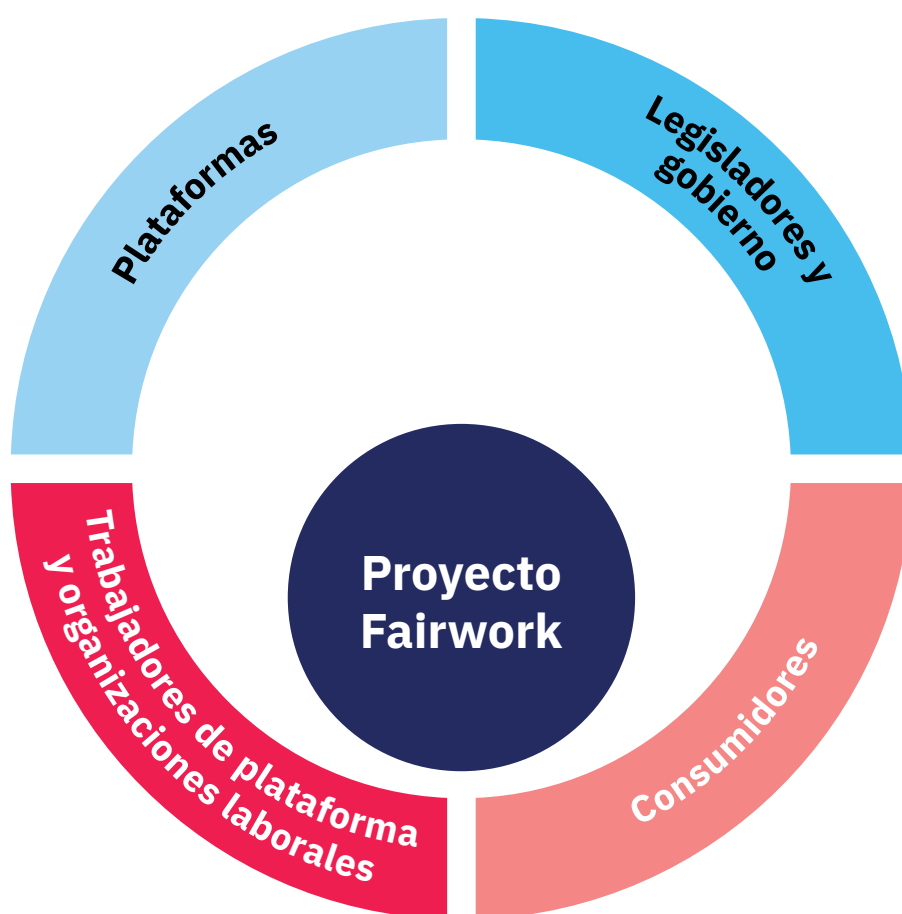 Plataformas
Legisladores y
gobierno
Proyecto
Fairwork
Trabajadores de plataforma
y organizaciones laborales
Consumidores